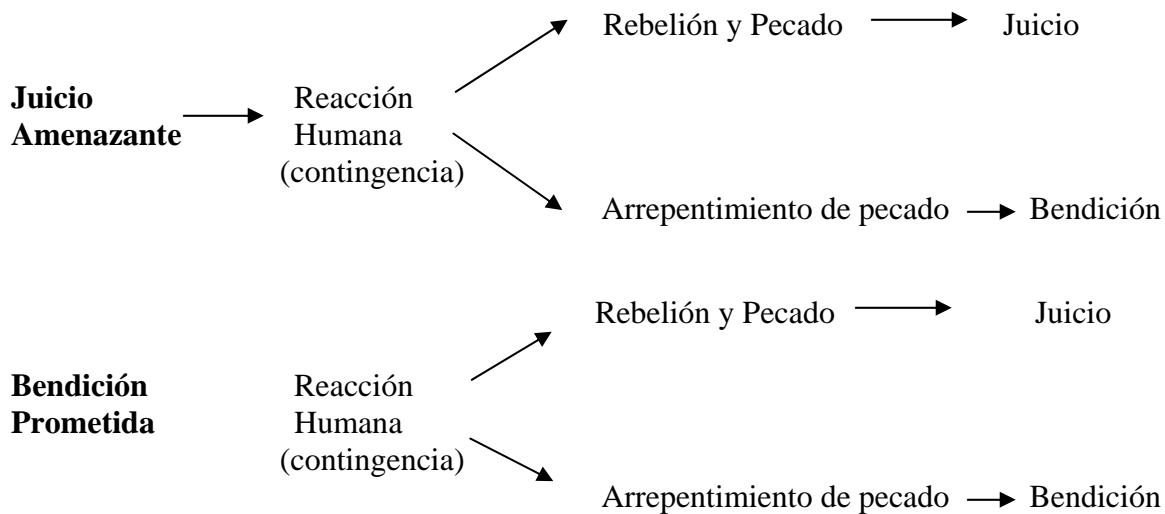 Rebelión y Pecado Juicio
Juicio Reacción
Amenazante Humana
(contingencia)
Arrepentimiento de pecado Bendición
Rebelión y Pecado Juicio
Bendición Reacción
Prometida Humana
(contingencia)
Arrepentimiento de pecado Bendición